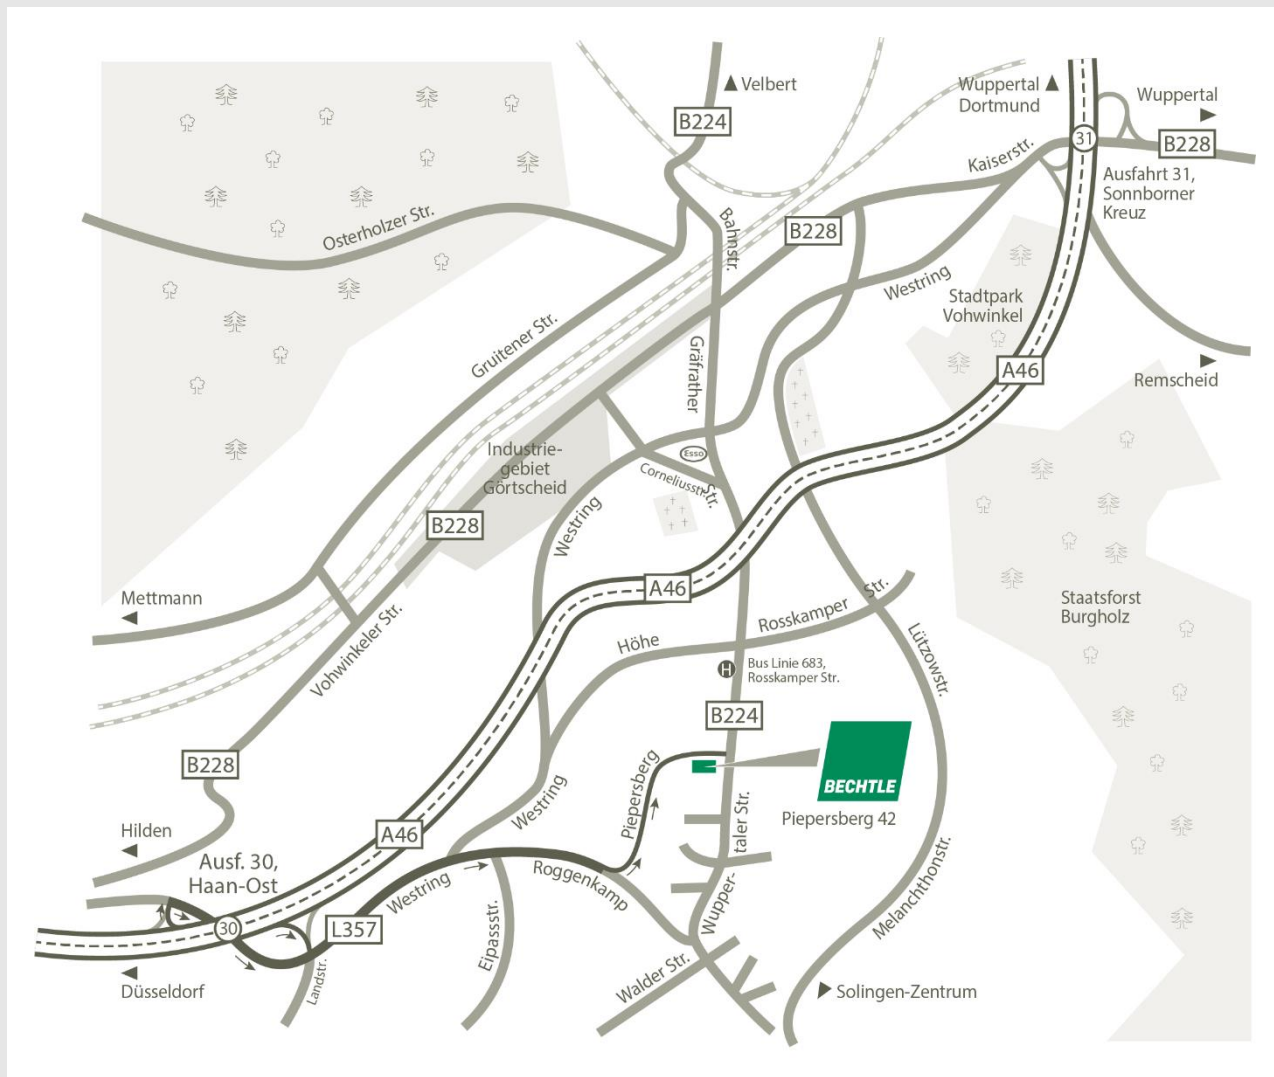 Velbert
B224
Wuppertal
Dortmund
Wuppertal
31
B228
Kaiserstr.
Ausfahrt 31,
Sonnborner
Kreuz
Osterholzer Str.
Bahnstr.
B228
Westring
Stadtpark
Vohwinkel
Gruitener Str.
Gräfrather
Str.
A46
Remscheid
Industrie-
gebiet
Görtscheid
Esso
Corneliusstr.
B228
Westring
Mettmann
A46
Staatsforst
Burgholz
Vohwinkeler Str.
Höhe
Rosskamper
Str.
Lützowstr.
H
Bus Linie 683,
Rosskamper Str.
B224
B228
Westring
Piepersberg
BECHTLE
Piepersberg 42
Hilden
A46
Ausf. 30,
Haan-Ost
Westring
Roggenkamp
Wupper-
taler Str.
Melanchthonstr.
30
L357
Eipassstr.
Landstr.
Walder Str.
Düsseldorf
Solingen-Zentrum